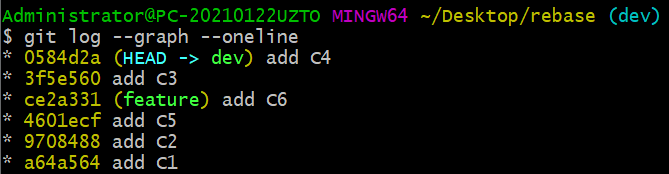 Administrator@PC-20210122UZTO MINGW64 ~/Desktop/rebase (dev)
$ git log --graph --oneline
* 0584d2a (HEAD -> dev) add C4
* 3f5e560 add C3
* ce2a331 (feature) add C6
* 4601ecf add C5
* 9708488 add C2
* a64a564 add C1